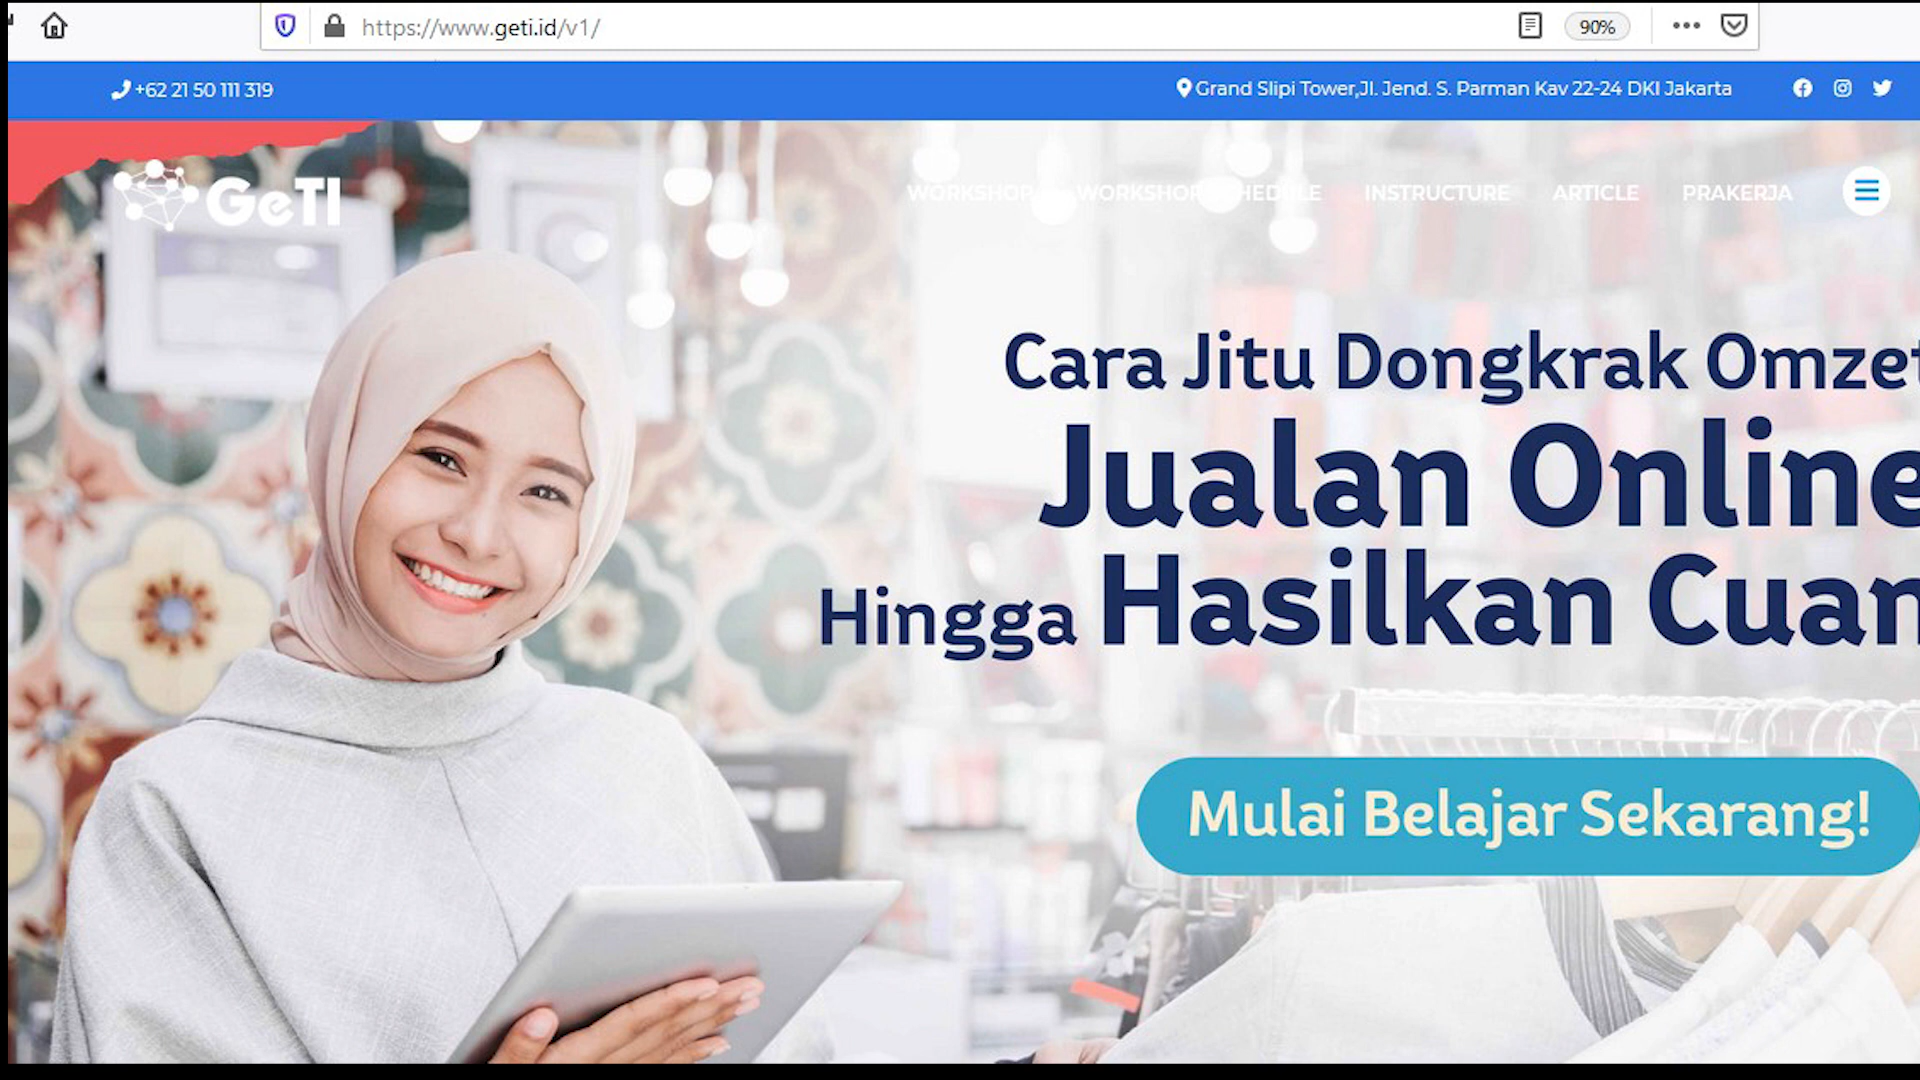 https://www.geti.id/v1/
90%
+62 21 50 111 319
Grand Slipi Tower,Jl. Jend. S. Parman Kav 22-24 DKI Jakarta
GeTI
WORKSHOP WORKSHOP SCHEDULE INSTRUCTURE ARTICLE PRAKERJA
Cara Jitu Dongkrak Omzet
Jualan Online
Hingga Hasilkan Cuan
Mulai Belajar Sekarang!